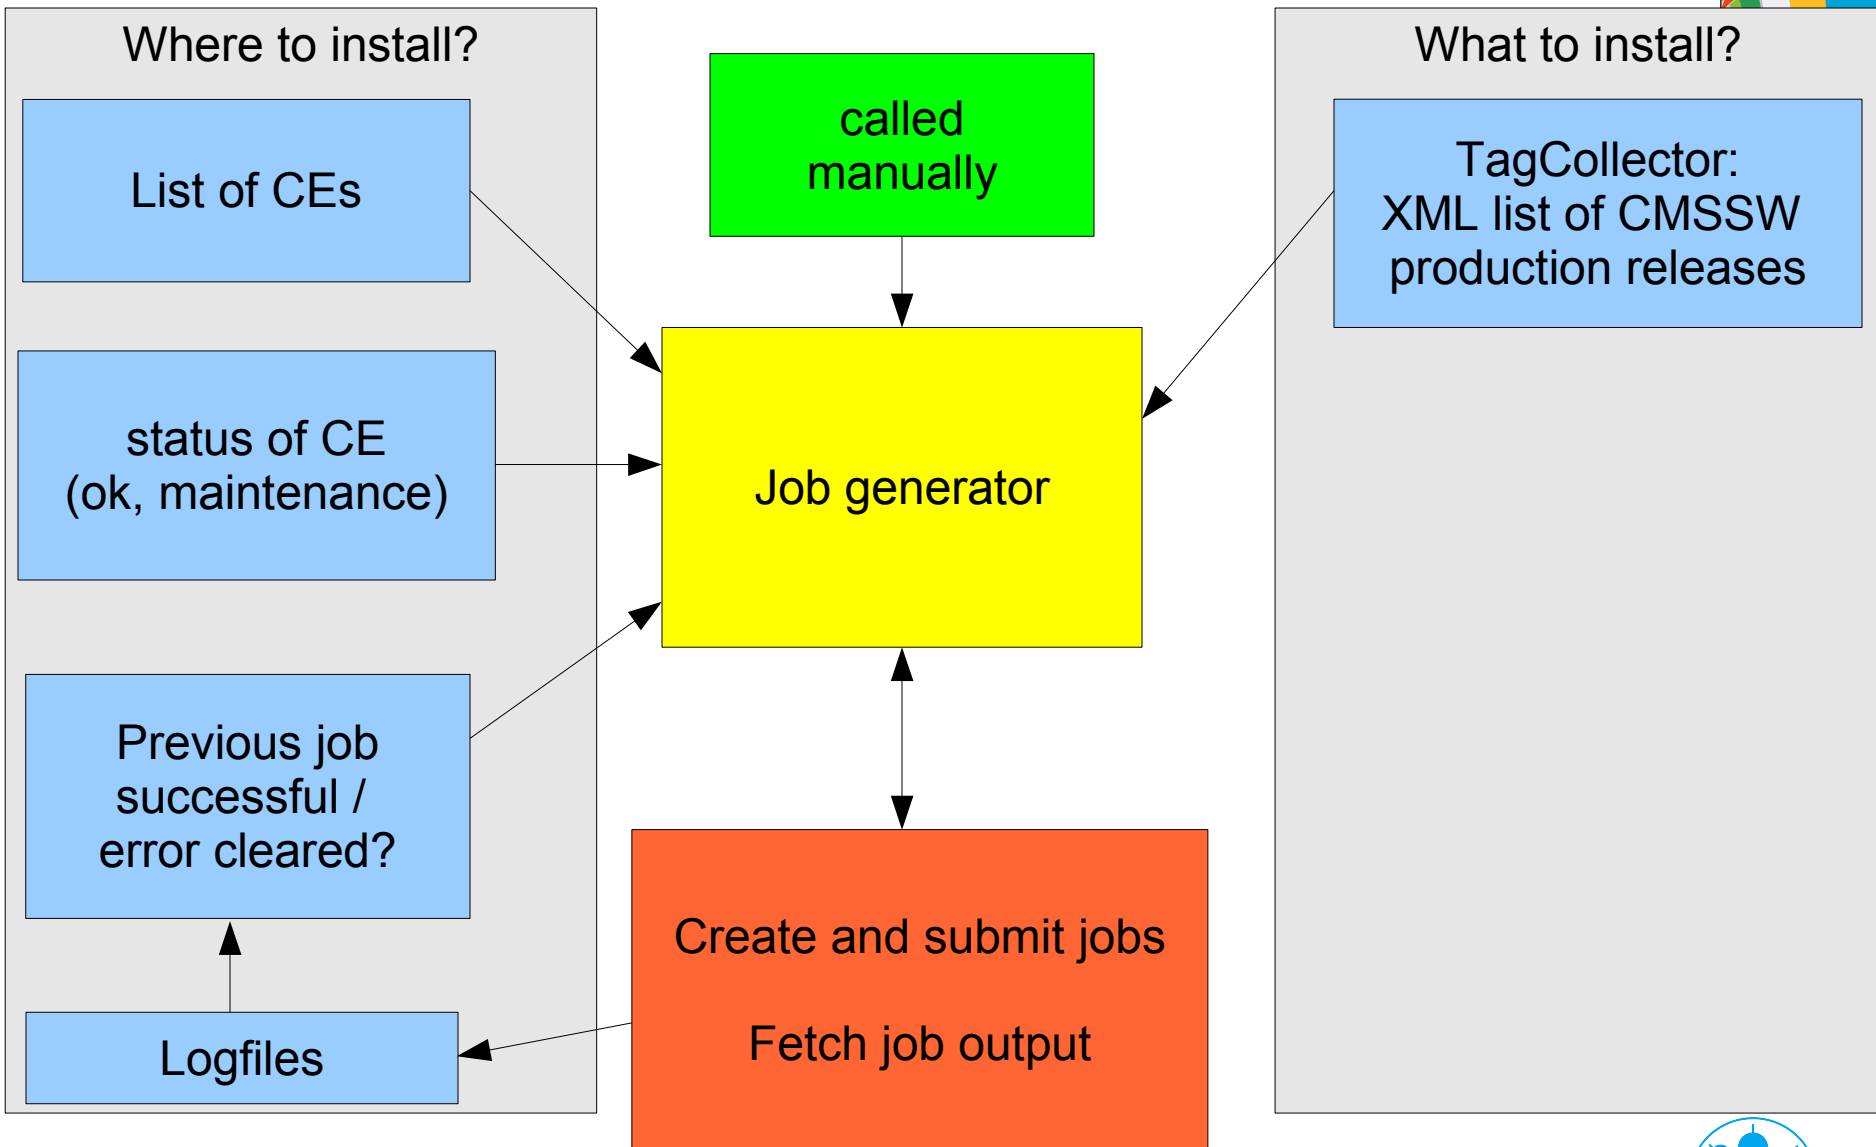 Where to install?
List of CEs
status of CE
(ok, maintenance)
Previous job
successful /
error cleared?
Logfiles
called
manually
Job generator
Create and submit jobs
Fetch job output
What to install?
TagCollector:
XML list of CMSSW
production releases